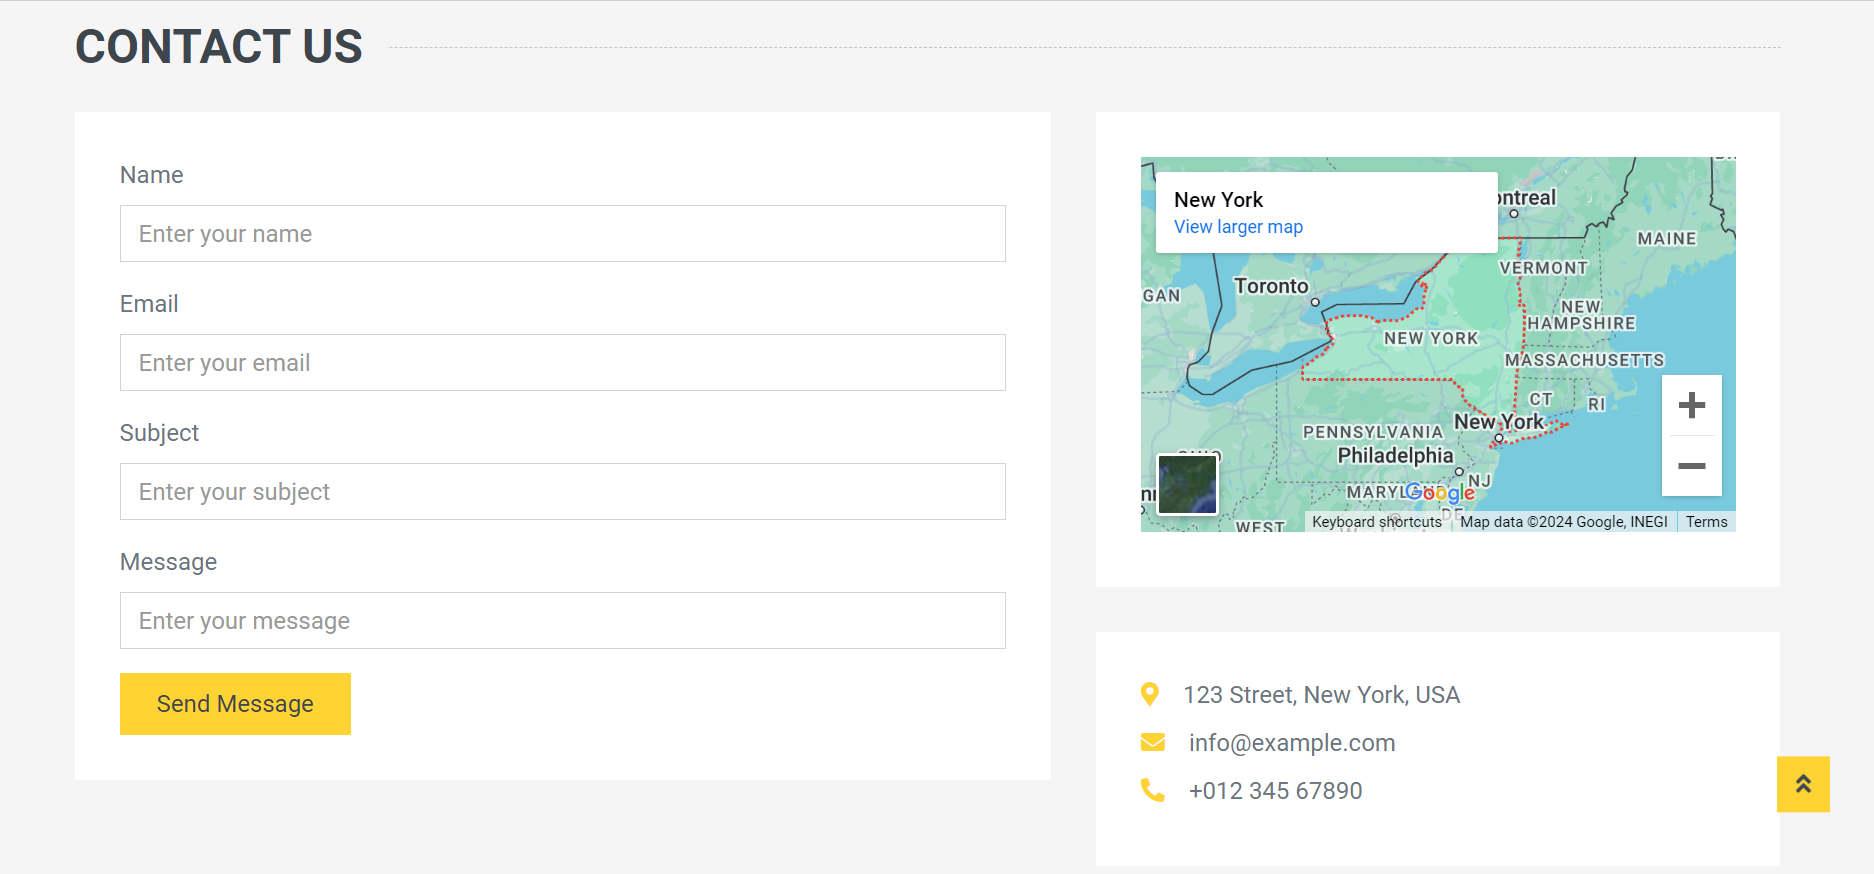 CONTACT US
Name
Enter your name
Email
Enter your email
Subject
Enter your subject
Message
Enter your message
Send Message
New York
View larger map
ontreal
MAINE
VERMONT
Toronto
GAN
NEW
HAMPSHIRE
NEW YORK
MASSACHUSETTS
CT
RI
New York
PENNSYLVANIA
Philadelphia
NJ
Google
DE
WEST
Keyboard shortcuts
Map data ©2024 Google, INEGI
Terms
123 Street, New York, USA
info@example.com
+012 345 67890